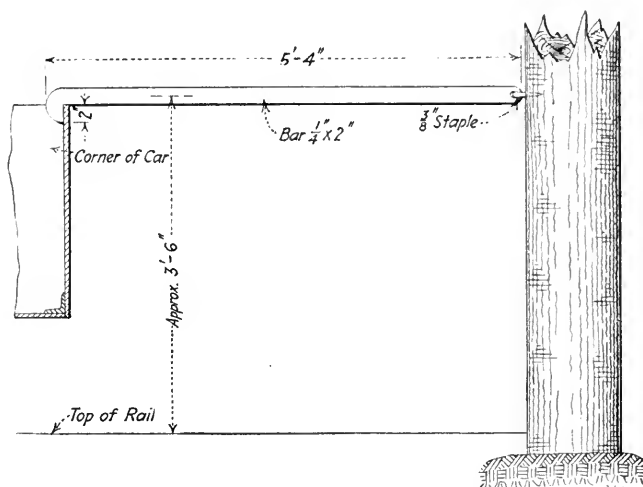 5'-4"
2"
Bar 1/4" x 2"
3/8" Staple
Corner of Car
Approx. 3'-6"
Top of Rail